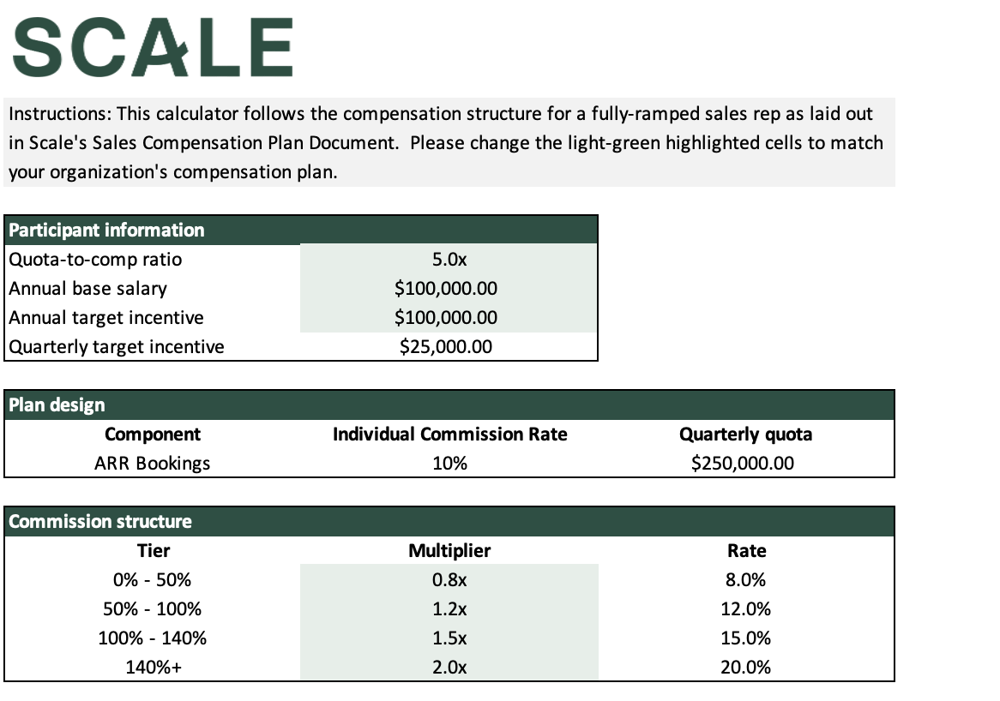 SCALE
Instructions: This calculator follows the compensation structure for a fully-ramped sales rep as laid out
in Scale's Sales Compensation Plan Document.  Please change the light-green highlighted cells to match
your organization's compensation plan.
Participant information
Quota-to-comp ratio 5.0x
Annual base salary $100,000.00
Annual target incentive $100,000.00
Quarterly target incentive $25,000.00
Plan design
Component Individual Commission Rate Quarterly quota
ARR Bookings 10% $250,000.00
Commission structure
Tier Multiplier Rate
0% - 50% 0.8x 8.0%
50% - 100% 1.2x 12.0%
100% - 140% 1.5x 15.0%
140%+ 2.0x 20.0%